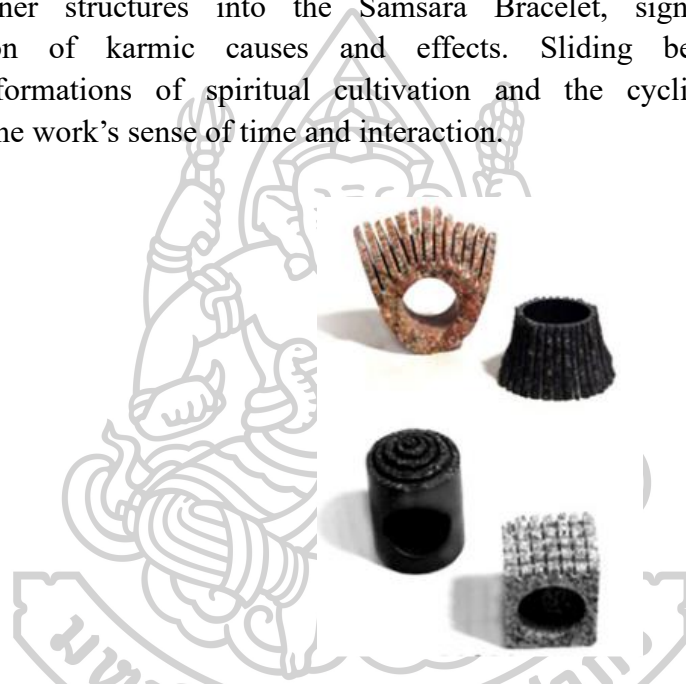 ner structures into the Samsara Bracelet, sign
on of karmic causes and effects. Sliding be
formations of spiritual cultivation and the cycli
ne work's sense of time and interaction.